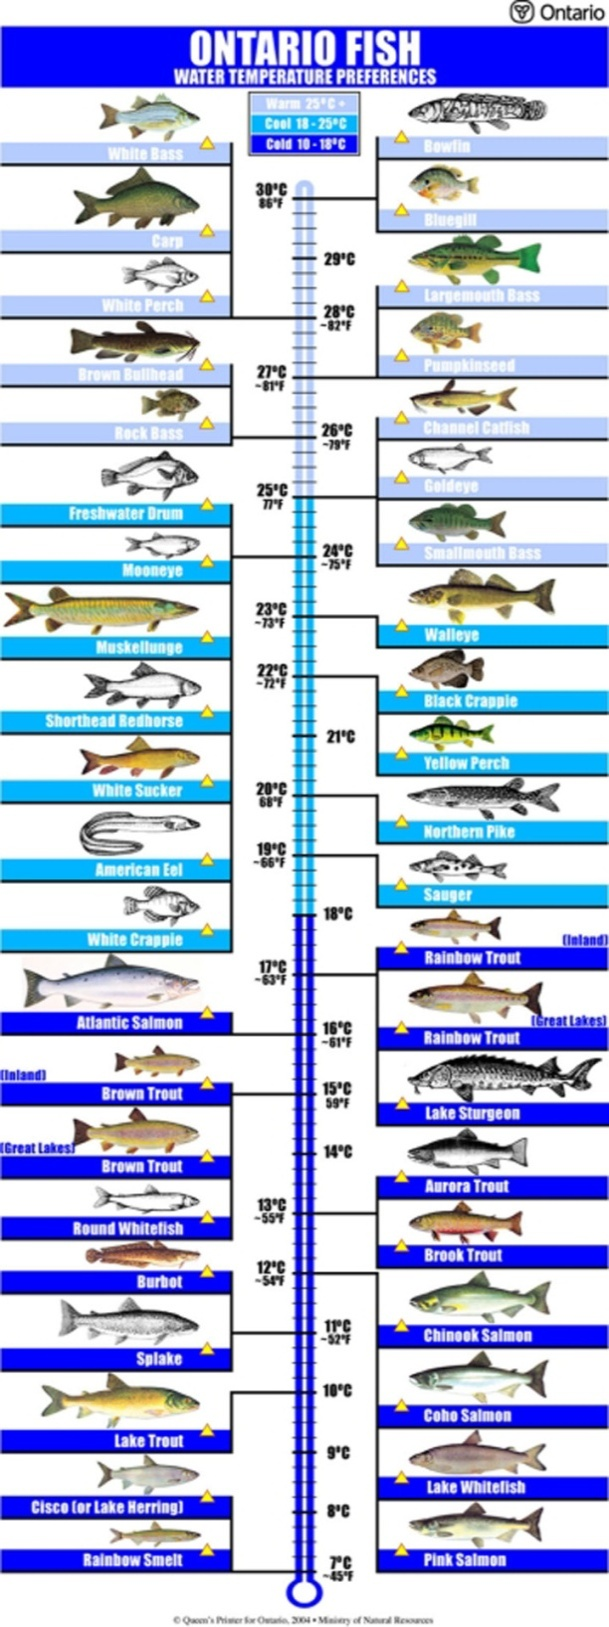 Ontario
ONTARIO FISH
WATER TEMPERATURE PREFERENCES
Warm 25°C +
Cool 18 - 25°C
Cold 10 - 18°C
White Bass
Carp
White Perch
Brown Bullhead
Rock Bass
Freshwater Drum
Mooneye
Muskellunge
Shorthead Redhorse
White Sucker
American Eel
White Crappie
Atlantic Salmon
(Inland)
Brown Trout
(Great Lakes)
Brown Trout
Round Whitefish
Burbot
Splake
Lake Trout
Cisco (or Lake Herring)
Rainbow Smelt
30°C
86°F
29°C
28°C
~82°F
27°C
~81°F
26°C
~79°F
25°C
77°F
24°C
~75°F
23°C
~73°F
22°C
~72°F
21°C
20°C
68°F
19°C
~66°F
18°C
17°C
~63°F
16°C
~61°F
15°C
59°F
14°C
13°C
~55°F
12°C
~54°F
11°C
~52°F
10°C
9°C
8°C
7°C
~45°F
Bowfin
Bluegill
Largemouth Bass
Pumpkinseed
Channel Catfish
Goldeye
Smallmouth Bass
Walleye
Black Crappie
Yellow Perch
Northern Pike
Sauger
(Inland)
Rainbow Trout
(Great Lakes)
Rainbow Trout
Lake Sturgeon
Aurora Trout
Brook Trout
Chinook Salmon
Coho Salmon
Lake Whitefish
Pink Salmon
© Queen's Printer for Ontario, 2004 • Ministry of Natural Resources